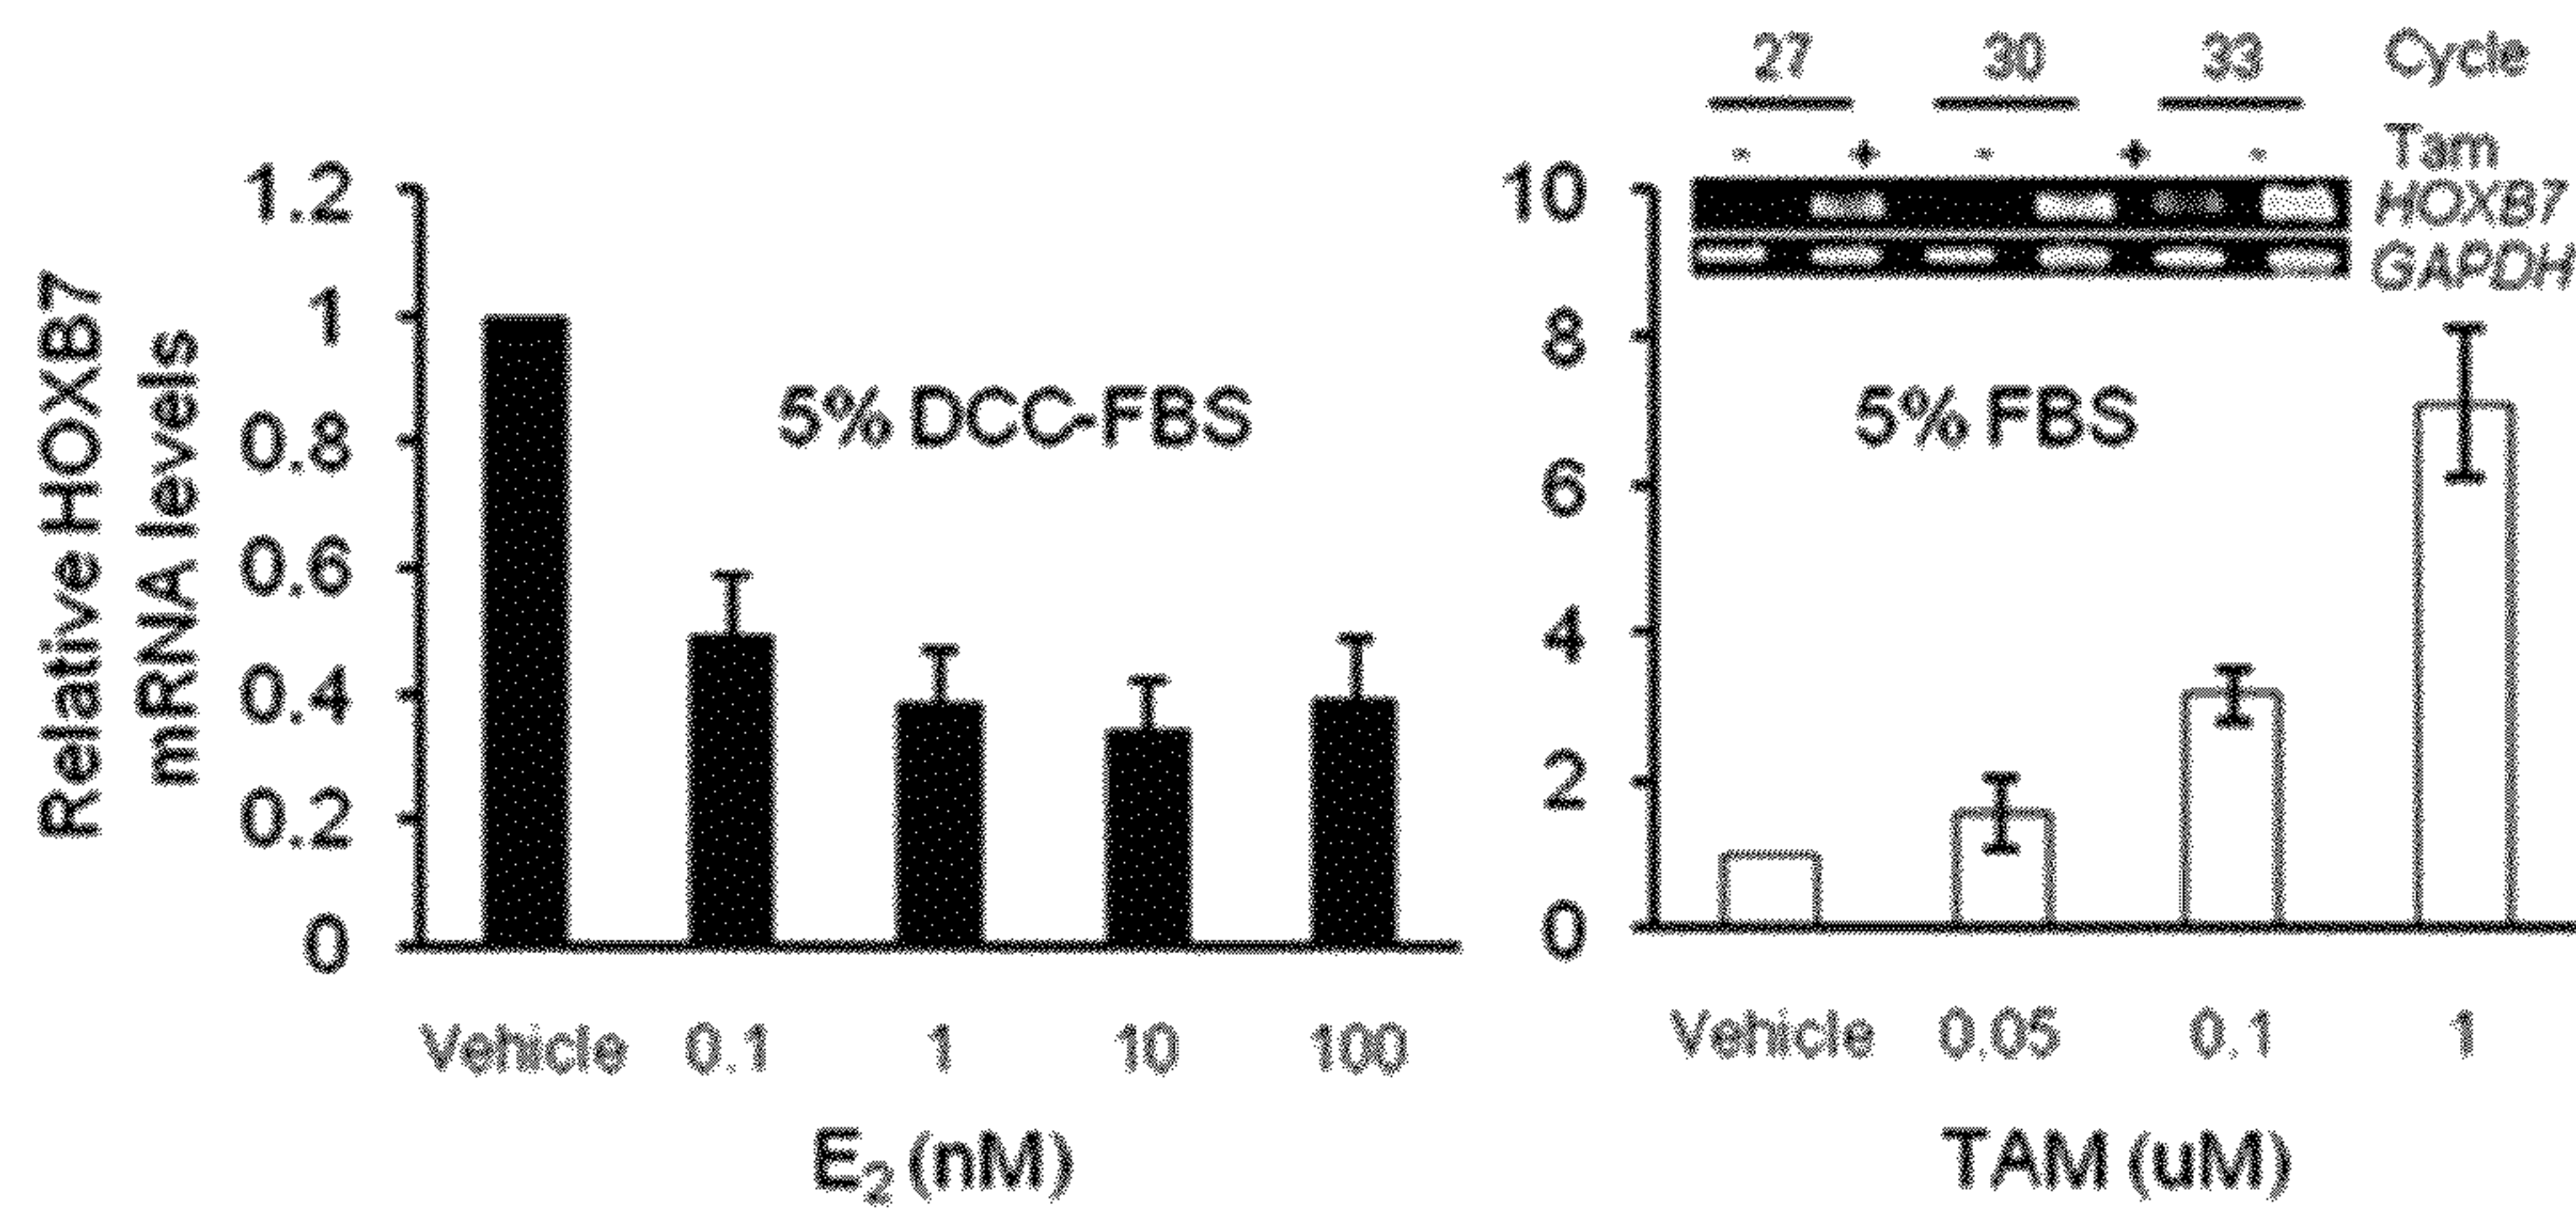 Relative HOXB7
mRNA levels
1.2
1
0.8
0.6
0.4
0.2
0
5% DCC-FBS
Vehicle 0.1 1 10 100
E₂ (nM)
27 30 33 Cycle
- + - + - Tam
HOXB7
GAPDH
10
8
6
4
2
0
5% FBS
Vehicle 0.05 0.1 1
TAM (uM)